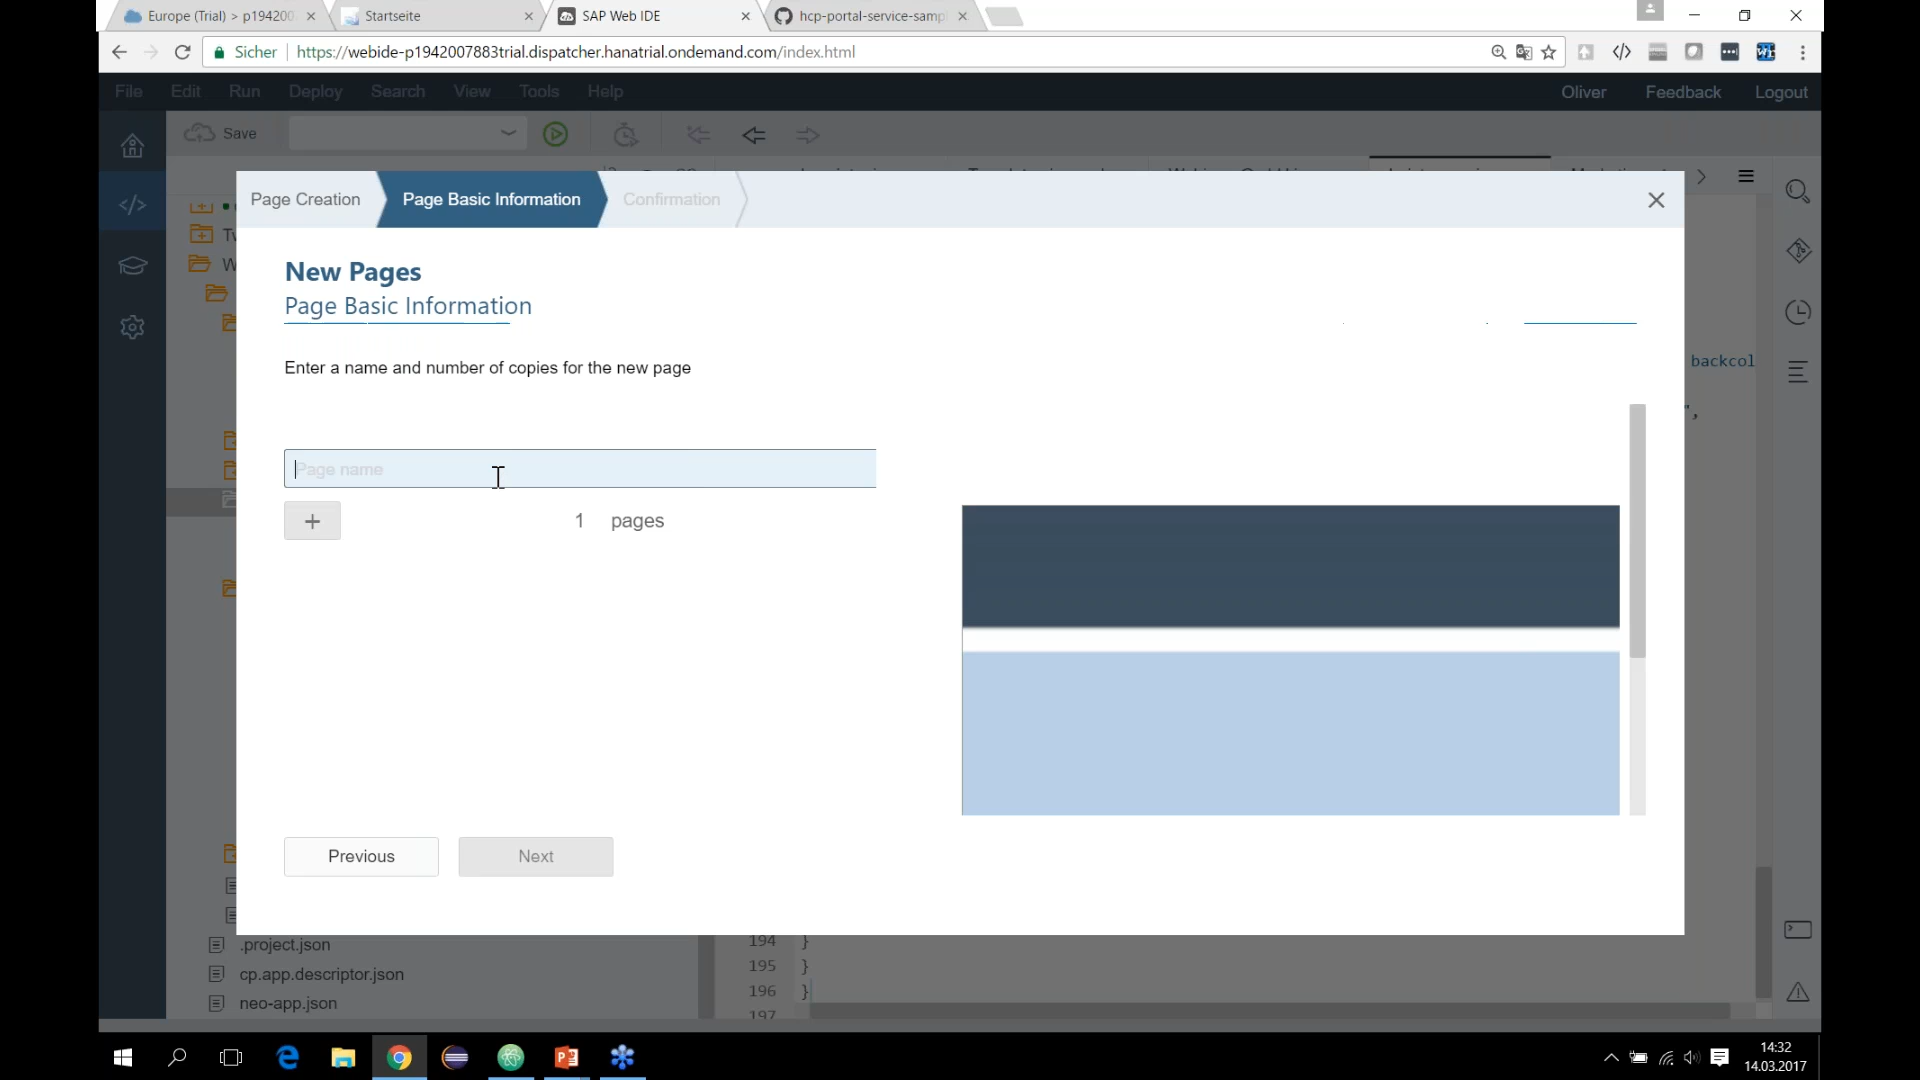 Europe (Trial) > p194200
Startseite
SAP Web IDE
hcp-portal-service-samp
Sicher
https://webide-p1942007883trial.dispatcher.hanatrial.ondemand.com/index.html
File Edit Run Deploy Search View Tools Help
Oliver Feedback Logout
Save
Page Creation
Page Basic Information
Confirmation
New Pages
Page Basic Information
Enter a name and number of copies for the new page
backcol
",
Page name
+
1 pages
Previous
Next
.project.json
cp.app.descriptor.json
neo-app.json
194 }
195 }
196 }
197
14:32
14.03.2017